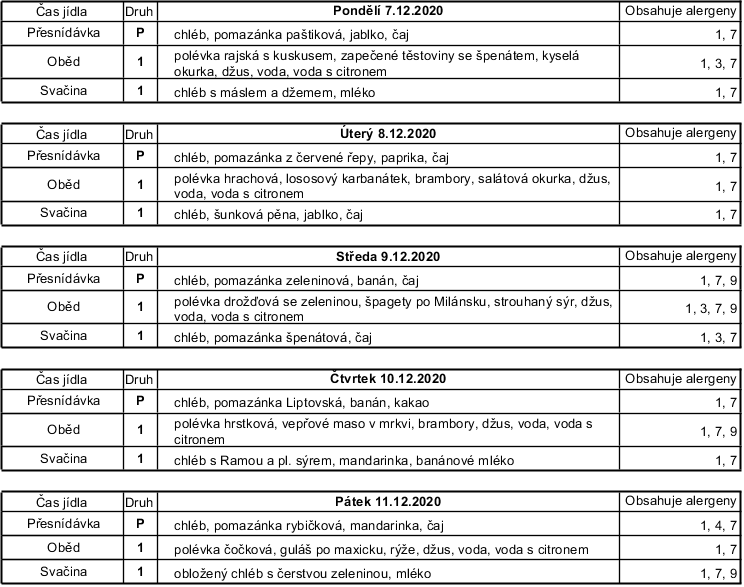 Čas jídla Druh Pondělí 7.12.2020 Obsahuje alergeny
Přesnídávka P chléb, pomazánka paštiková, jablko, čaj 1, 7
Oběd 1 polévka rajská s kuskusem, zapečené těstoviny se špenátem, kyselá
okurka, džus, voda, voda s citronem 1, 3, 7
Svačina 1 chléb s máslem a džemem, mléko 1, 7
Čas jídla Druh Úterý 8.12.2020 Obsahuje alergeny
Přesnídávka P chléb, pomazánka z červené řepy, paprika, čaj 1, 7
Oběd 1 polévka hrachová, lososový karbanátek, brambory, salátová okurka, džus,
voda, voda s citronem 1, 7
Svačina 1 chléb, šunková pěna, jablko, čaj 1, 7
Čas jídla Druh Středa 9.12.2020 Obsahuje alergeny
Přesnídávka P chléb, pomazánka zeleninová, banán, čaj 1, 7, 9
Oběd 1 polévka drožďová se zeleninou, špagety po Milánsku, strouhaný sýr, džus,
voda, voda s citronem 1, 3, 7, 9
Svačina 1 chléb, pomazánka špenátová, čaj 1, 3, 7
Čas jídla Druh Čtvrtek 10.12.2020 Obsahuje alergeny
Přesnídávka P chléb, pomazánka Liptovská, banán, kakao 1, 7
Oběd 1 polévka hrstková, vepřové maso v mrkvi, brambory, džus, voda, voda s
citronem 1, 7, 9
Svačina 1 chléb s Ramou a pl. sýrem, mandarinka, banánové mléko 1, 7
Čas jídla Druh Pátek 11.12.2020 Obsahuje alergeny
Přesnídávka P chléb, pomazánka rybičková, mandarinka, čaj 1, 4, 7
Oběd 1 polévka čočková, guláš po maxicku, rýže, džus, voda, voda s citronem 1, 7
Svačina 1 obložený chléb s čerstvou zeleninou, mléko 1, 7, 9